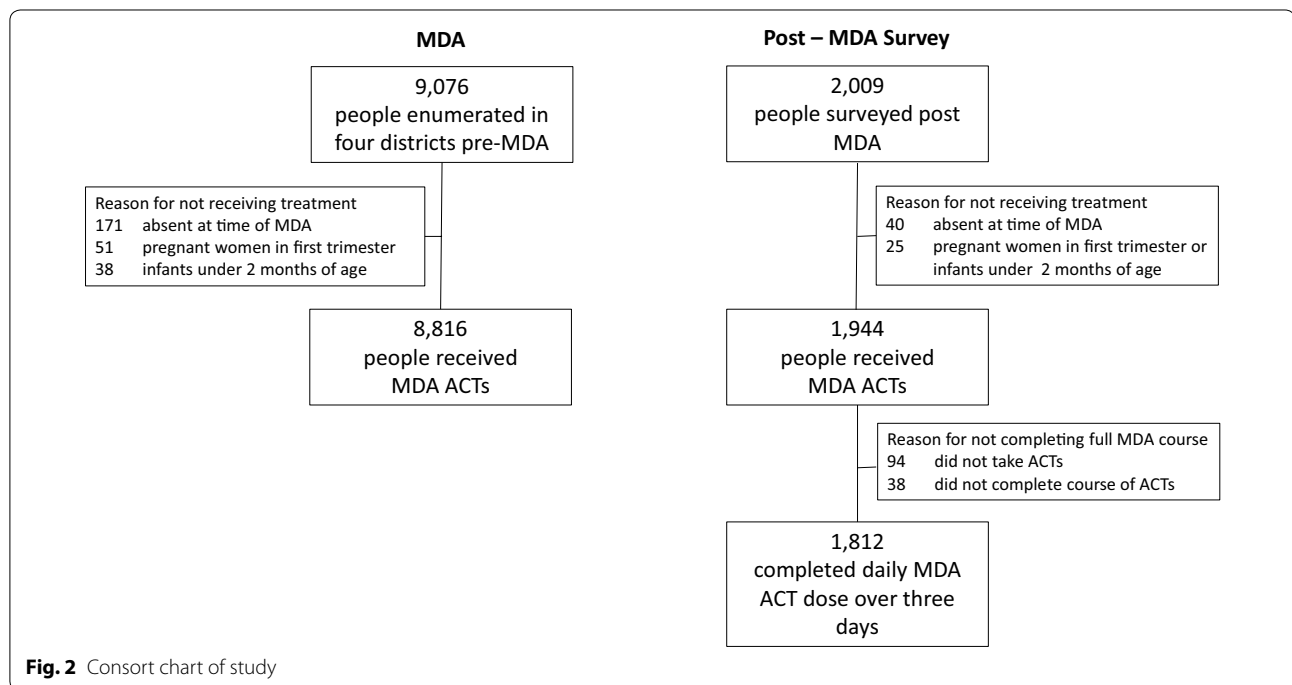 MDA
9,076
people enumerated in
four districts pre-MDA
Reason for not receiving treatment
171 absent at time of MDA
51 pregnant women in first trimester
38 infants under 2 months of age
8,816
people received
MDA ACTs
Post – MDA Survey
2,009
people surveyed post
MDA
Reason for not receiving treatment
40 absent at time of MDA
25 pregnant women in first trimester or
infants under 2 months of age
1,944
people received
MDA ACTs
Reason for not completing full MDA course
94 did not take ACTs
38 did not complete course of ACTs
1,812
completed daily MDA
ACT dose over three
days
Fig. 2 Consort chart of study